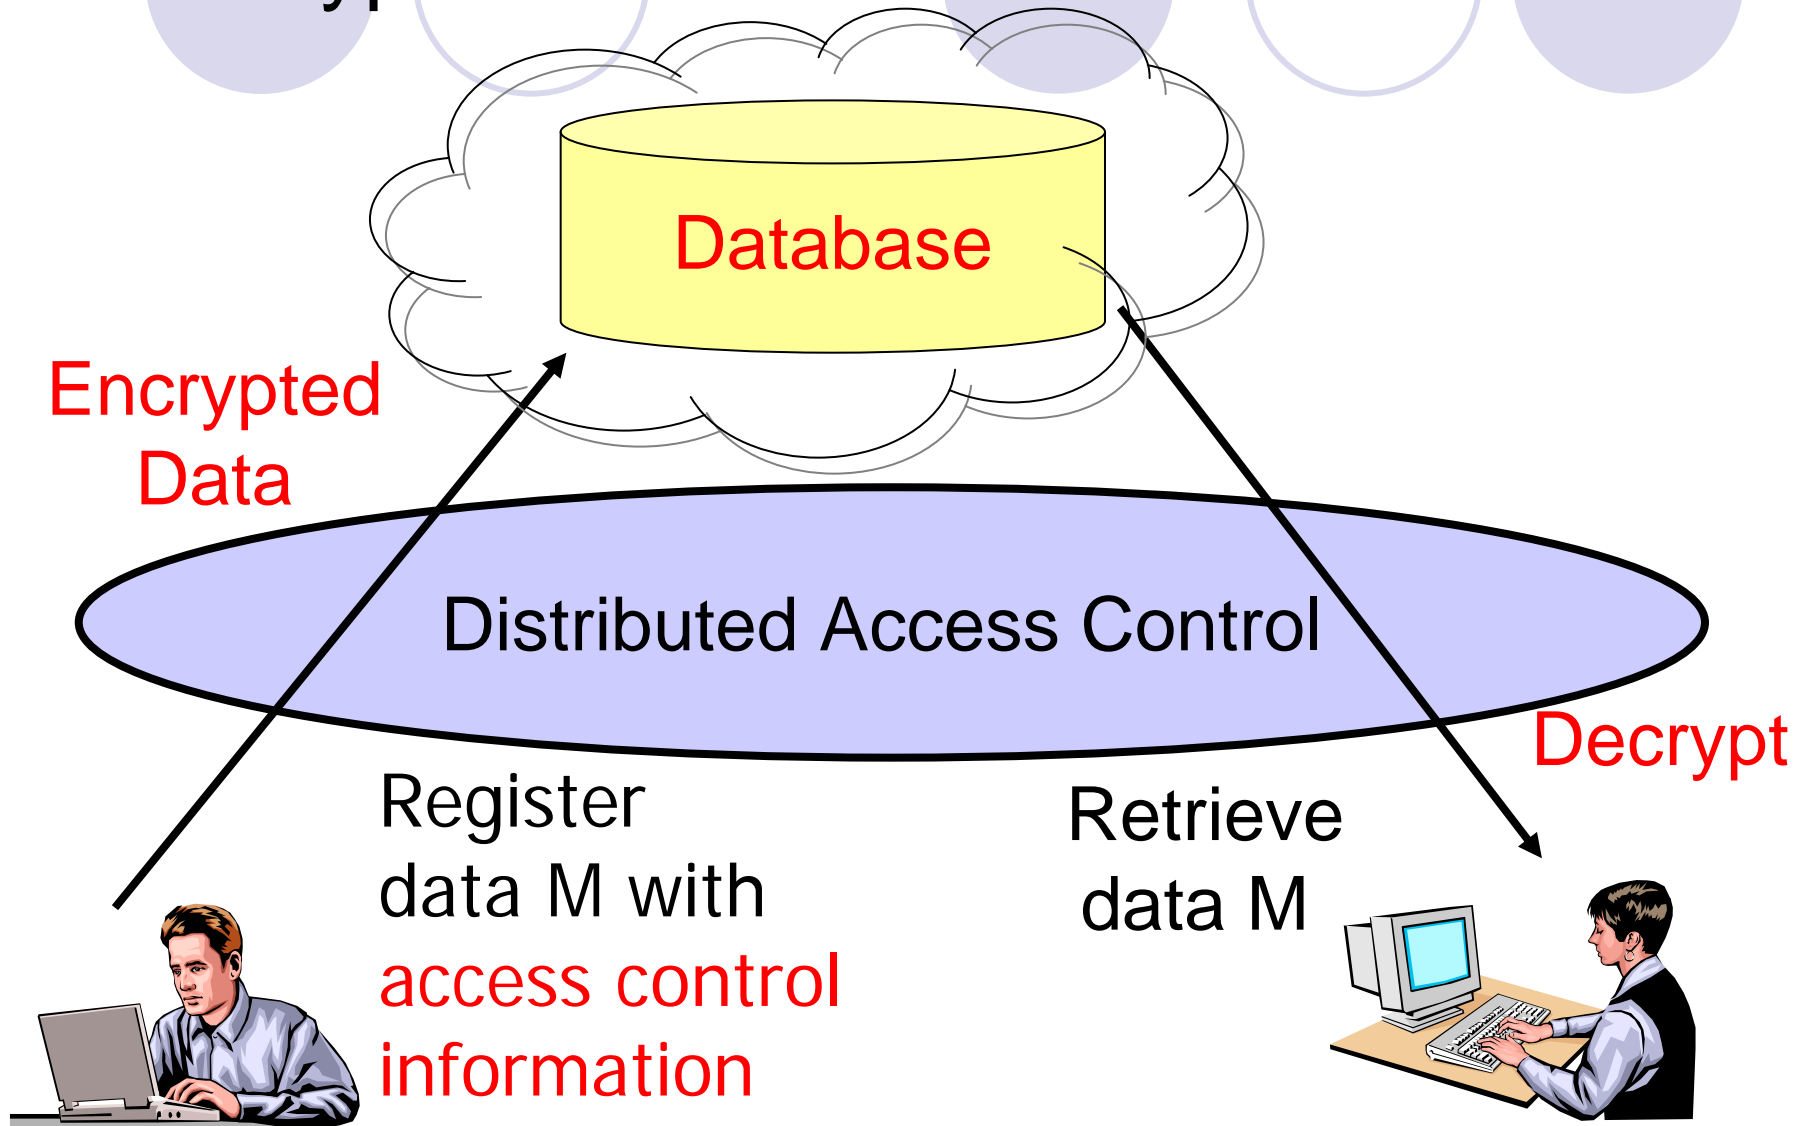 Database
Encrypted
Data
Distributed Access Control
Decrypt
Register
data M with
access control
information
Retrieve
data M